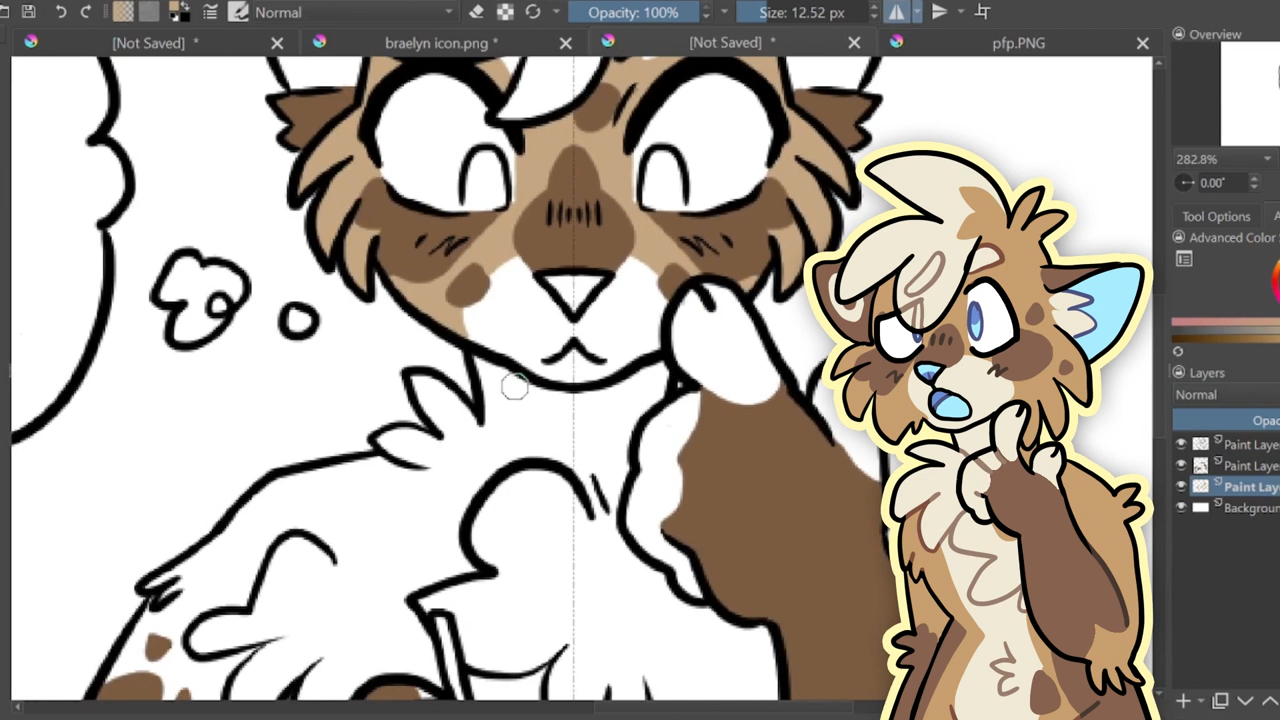 Normal
Opacity: 100%
Size: 12.52 px
[Not Saved] *
braelyn icon.png *
[Not Saved] *
pfp.PNG
Overview
282.8%
0.00°
Tool Options
Advanced Color
Layers
Normal
Opac
Paint Laye
Paint Laye
Paint Lay
Backgroun